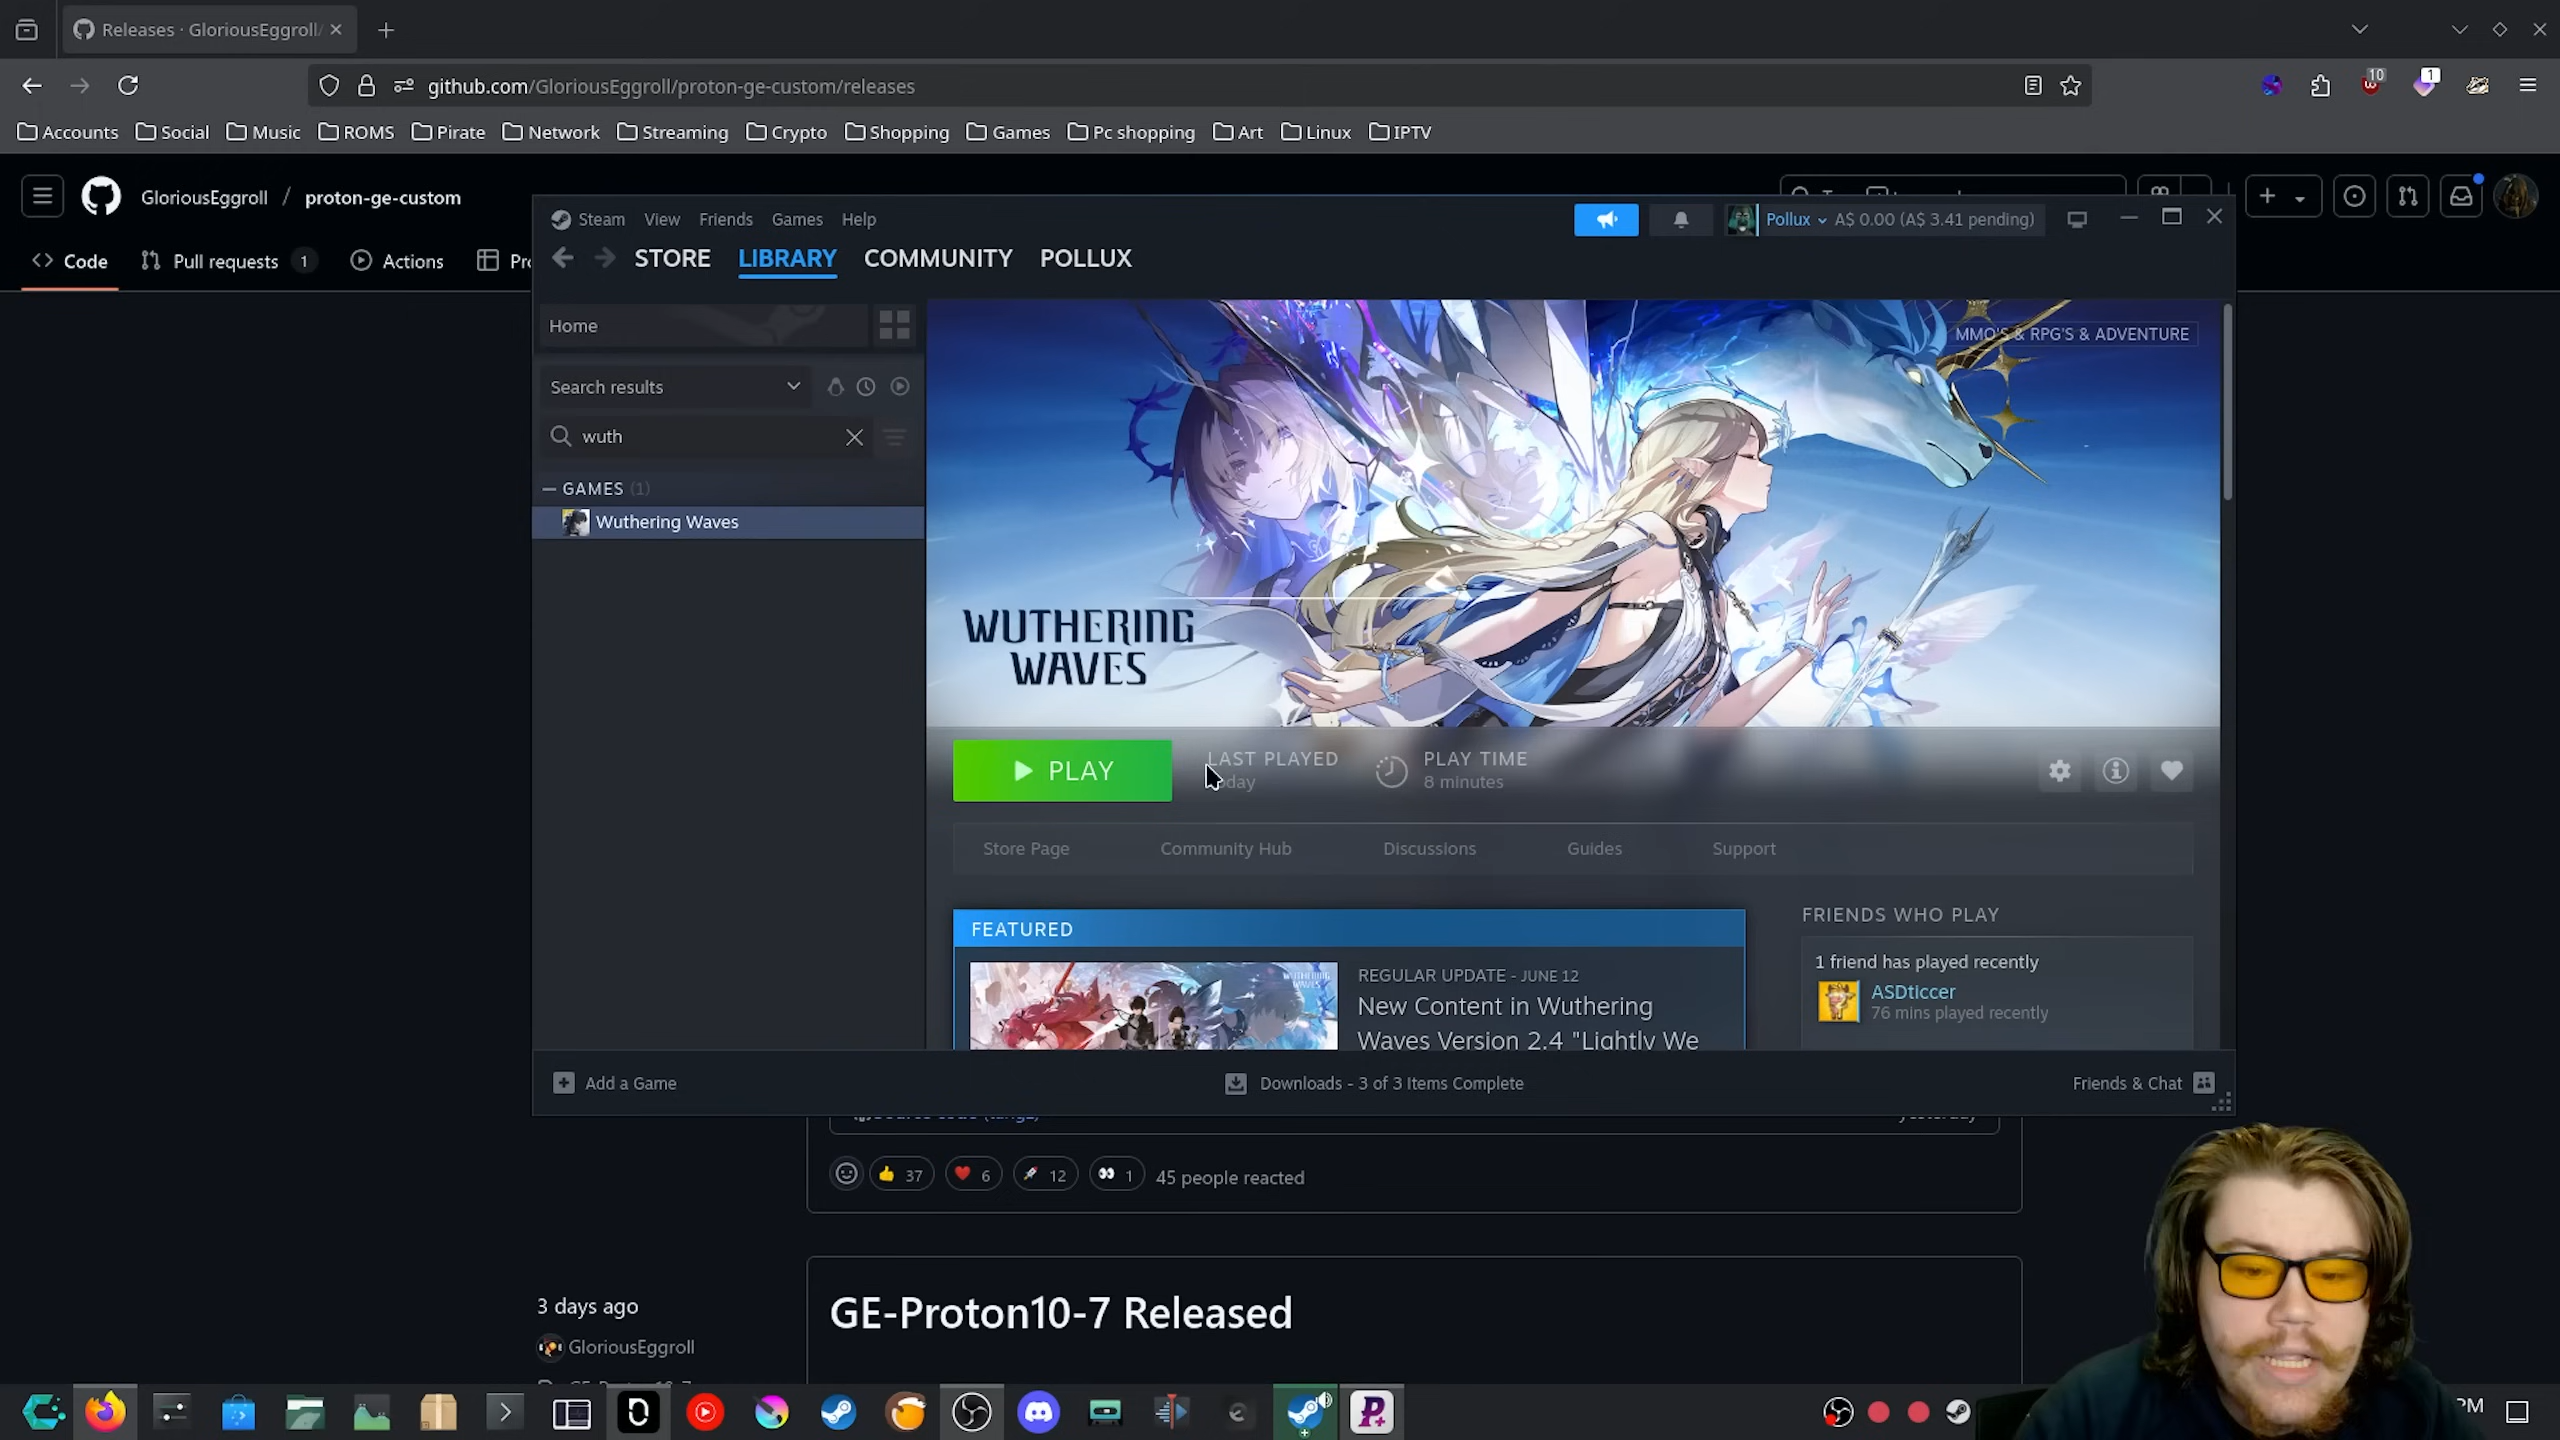 Releases · GloriousEggroll/
github.com/GloriousEggroll/proton-ge-custom/releases
10
1
Accounts Social Music ROMS Pirate Network Streaming Crypto Shopping Games Pc shopping Art Linux IPTV
GloriousEggroll / proton-ge-custom
Code Pull requests 1 Actions
Steam View Friends Games Help
Pollux A$ 0.00 (A$ 3.41 pending)
STORE LIBRARY COMMUNITY POLLUX
Home
Search results
wuth
GAMES (1)
Wuthering Waves
MMO'S & RPG'S & ADVENTURE
WUTHERING
WAVES
PLAY
LAST PLAYED
PLAY TIME
8 minutes
Store Page Community Hub Discussions Guides Support
FEATURED
REGULAR UPDATE - JUNE 12
New Content in Wuthering
Waves Version 2.4 "Lightly We
FRIENDS WHO PLAY
1 friend has played recently
ASDticcer
76 mins played recently
Add a Game
Downloads - 3 of 3 Items Complete
Friends & Chat
37 6 12 1 45 people reacted
3 days ago
GloriousEggroll
GE-Proton10-7 Released
PM